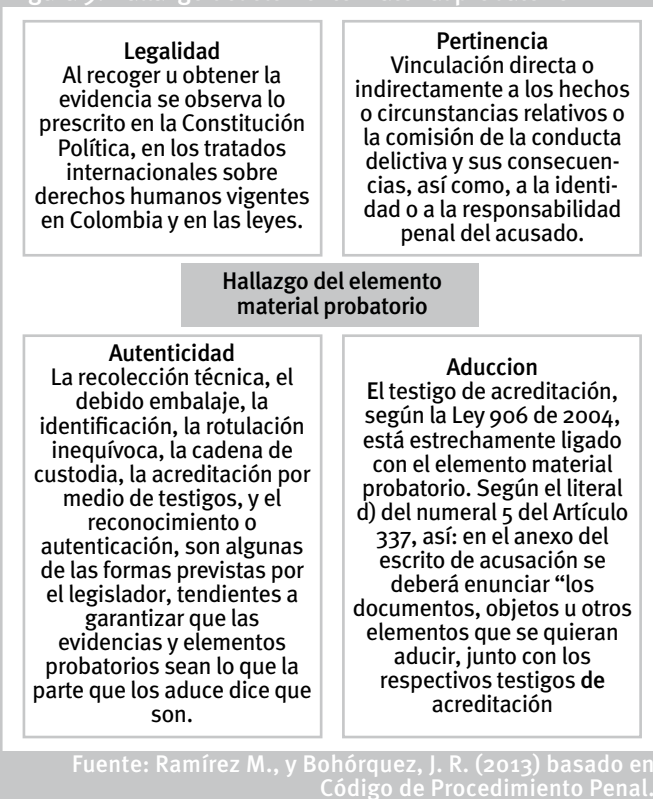 Legalidad
Al recoger u obtener la
evidencia se observa lo
prescrito en la Constitución
Política, en los tratados
internacionales sobre
derechos humanos vigentes
en Colombia y en las leyes.
Pertinencia
Vinculación directa o
indirectamente a los hechos
o circunstancias relativos o
la comisión de la conducta
delictiva y sus consecuen-
cias, así como, a la identi-
dad o a la responsabilidad
penal del acusado.
Hallazgo del elemento
material probatorio
Autenticidad
La recolección técnica, el
debido embalaje, la
identificación, la rotulación
inequívoca, la cadena de
custodia, la acreditación por
medio de testigos, y el
reconocimiento o
autenticación, son algunas
de las formas previstas por
el legislador, tendientes a
garantizar que las
evidencias y elementos
probatorios sean lo que la
parte que los aduce dice que
son.
Aduccion
El testigo de acreditación,
según la Ley 906 de 2004,
está estrechamente ligado
con el elemento material
probatorio. Según el literal
d) del numeral 5 del Artículo
337, así: en el anexo del
escrito de acusación se
deberá enunciar “los
documentos, objetos u otros
elementos que se quieran
aducir, junto con los
respectivos testigos de
acreditación
Fuente: Ramírez M., y Bohórquez, J. R. (2013) basado en
Código de Procedimiento Penal.